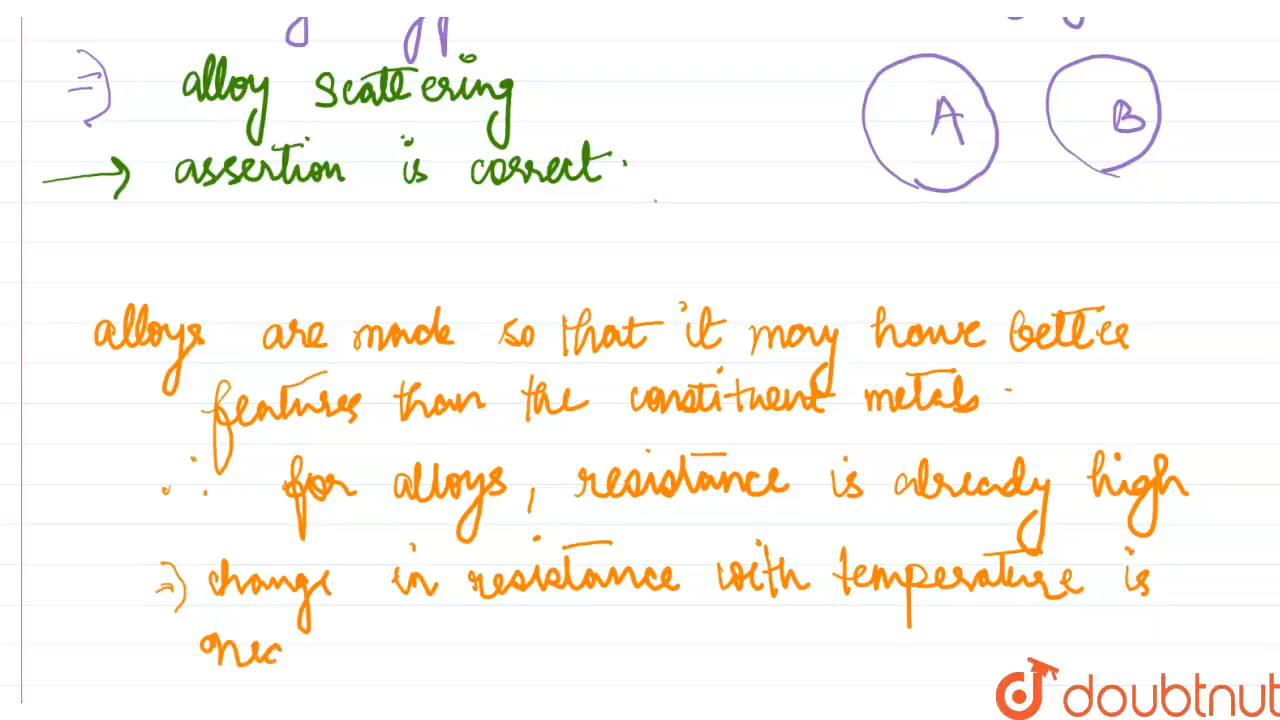 ⇒ alloy scattering
A
B
→ assertion is correct.
alloys are made so that it may have better
features than the constituent metals.
∴ for alloys, resistance is already high
⇒ change in resistance with temperature is
doubtnut